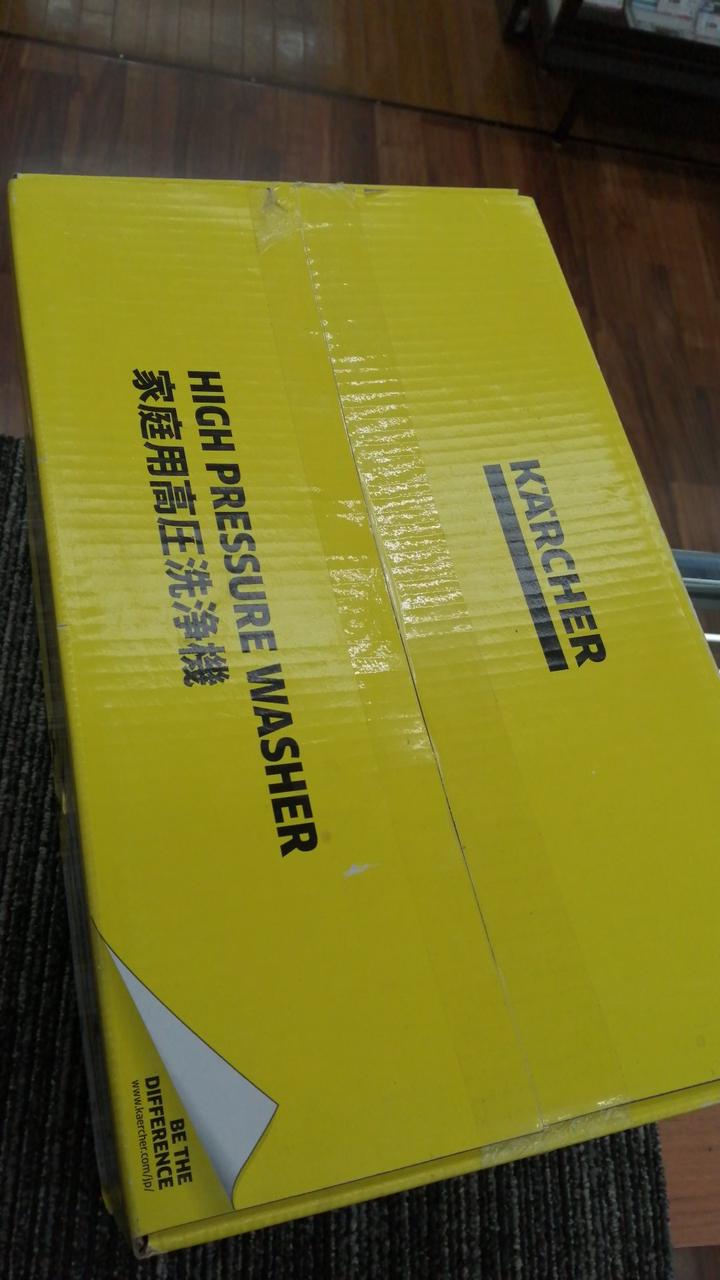 KÄRCHER
HIGH PRESSURE WASHER
家庭用高圧洗浄機
BE THE
DIFFERENCE
www.kaercher.com/jp/